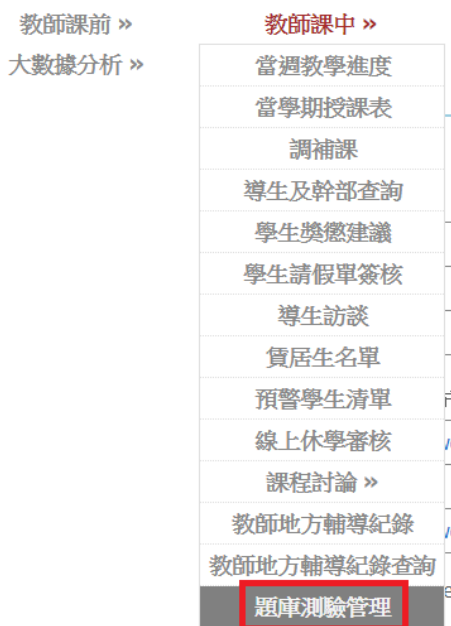 教師課前 » 教師課中 »
大數據分析 »
當週教學進度
當學期授課表
調補課
導生及幹部查詢
學生獎懲建議
學生請假單簽核
導生訪談
賃居生名單
預警學生清單
線上休學審核
課程討論 »
教師地方輔導紀錄
教師地方輔導紀錄查詢
題庫測驗管理